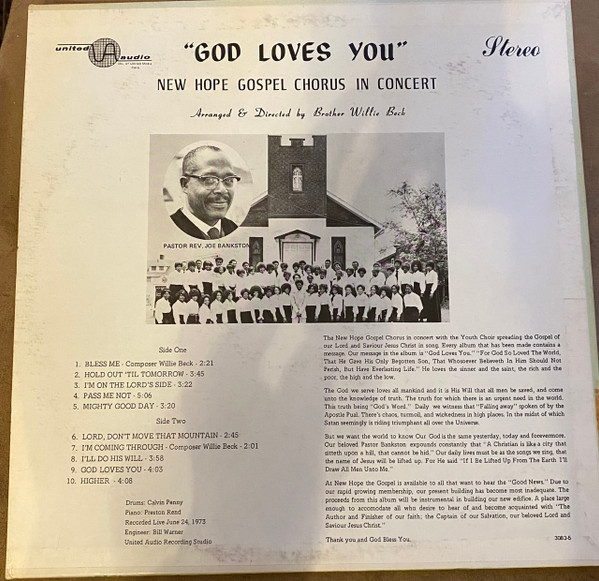 united audio
"GOD LOVES YOU"
Stereo
NEW HOPE GOSPEL CHORUS IN CONCERT
Arranged & Directed by Brother Willie Beck
PASTOR REV. JOE BANKSTON
Side One
1. BLESS ME - Composer Willie Beck - 2:21
2. HOLD OUT 'TIL TOMORROW - 3:45
3. I'M ON THE LORD'S SIDE - 3:22
4. PASS ME NOT - 5:06
5. MIGHTY GOOD DAY - 3:20
Side Two
6. LORD, DON'T MOVE THAT MOUNTAIN - 2:45
7. I'M COMING THROUGH - Composer Willie Beck - 2:01
8. I'LL DO HIS WILL - 3:58
9. GOD LOVES YOU - 4:03
10. HIGHER - 4:08
Drums: Calvin Penny
Piano: Preston Rend
Recorded Live June 24, 1973
Engineer: Bill Warner
United Audio Recording Studio
The New Hope Gospel Chorus in concert with the Youth Choir spreading the Gospel of
our Lord and Saviour Jesus Christ in song. Every album that has been made contains a
message. Our message in the album is "God Loves You." "For God So Loved The World,
That He Gave His Only Begotten Son, That Whosoever Believeth In Him Should Not
Perish, But Have Everlasting Life." He loves the sinner and the saint, the rich and the
poor, the high and the low.
The God we serve loves all mankind and it is His Will that all men be saved, and come
unto the knowledge of truth. The truth for which there is an urgent need in the world.
This truth being "God's Word." Daily we witness that "Falling away" spoken of by the
Apostle Paul. There's chaos, turmoil, and wickedness in high places. In the midst of which
Satan seemingly is riding triumphant all over the Universe.
But we want the world to know Our God is the same yesterday, today and forevermore.
Our beloved Pastor Bankston expounds constantly that "A Christian is like a city that
sitteth upon a hill, that cannot be hid." Our daily lives must be as the songs we sing, that
the name of Jesus will be lifted up. For He said "If I Be Lifted Up From The Earth I'll
Draw All Men Unto Me."
At New Hope the Gospel is available to all that want to hear the "Good News." Due to
our rapid growing membership, our present building has become most inadequate. The
proceeds from this album will be instrumental in building our new edifice. A place large
enough to accomodate all who desire to hear of and become acquainted with "The
Author and Finisher of our faith; the Captain of our Salvation, our beloved Lord and
Saviour Jesus Christ."
Thank you and God Bless You...
3083-S